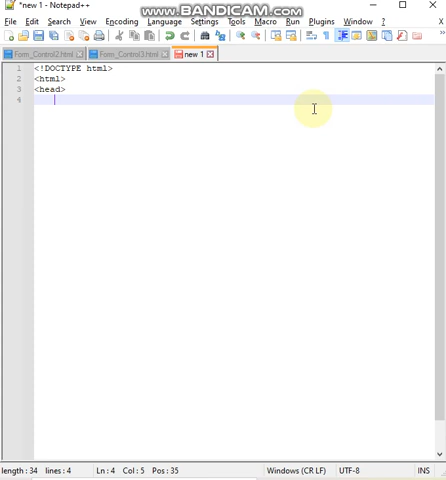 *new 1 - Notepad++
WWW.BANDICAM.COM
File Edit Search View Encoding Language Settings Tools Macro Run Plugins Window ? X
Form_Control2.html Form_Control3.html new 1
1 <!DOCTYPE html>
2 <html>
3 <head>
4
length : 34 lines : 4 Ln : 4 Col : 5 Pos : 35 Windows (CR LF) UTF-8 INS